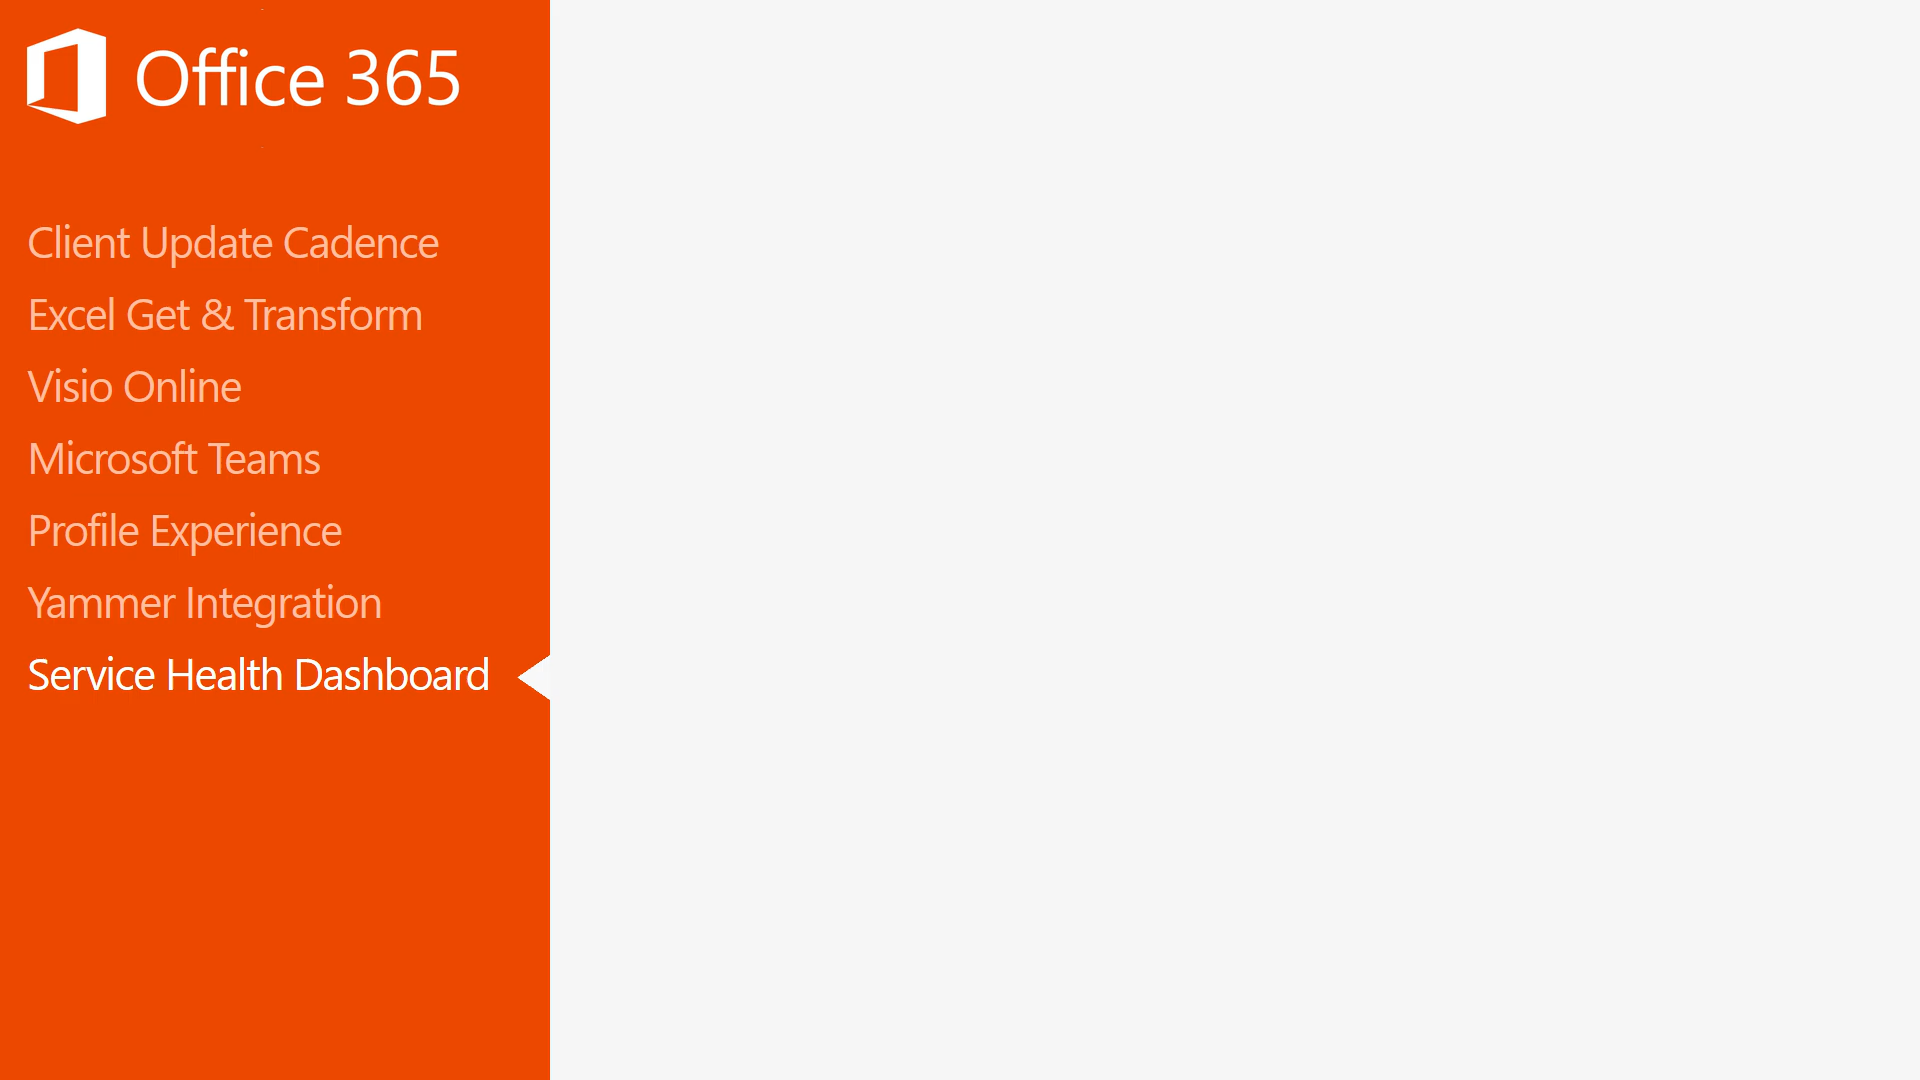 Office 365
Client Update Cadence
Excel Get & Transform
Visio Online
Microsoft Teams
Profile Experience
Yammer Integration
Service Health Dashboard